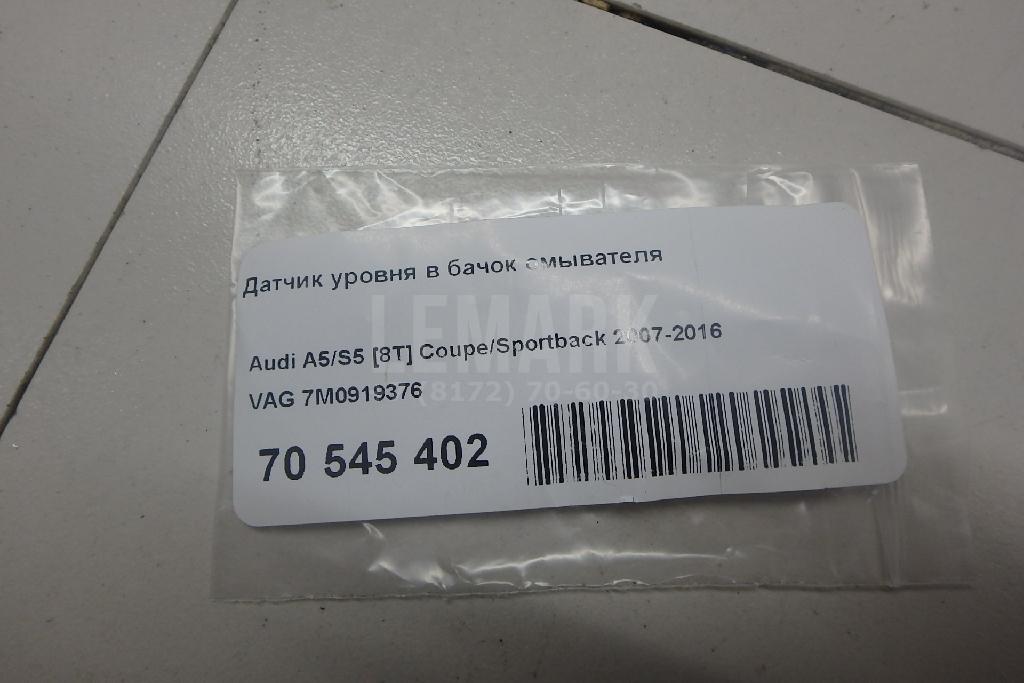 Датчик уровня в бачок омывателя
LEMARK
Audi A5/S5 [8T] Coupe/Sportback 2007-2016
VAG 7M0919376
(8172) 70-60-30
70 545 402